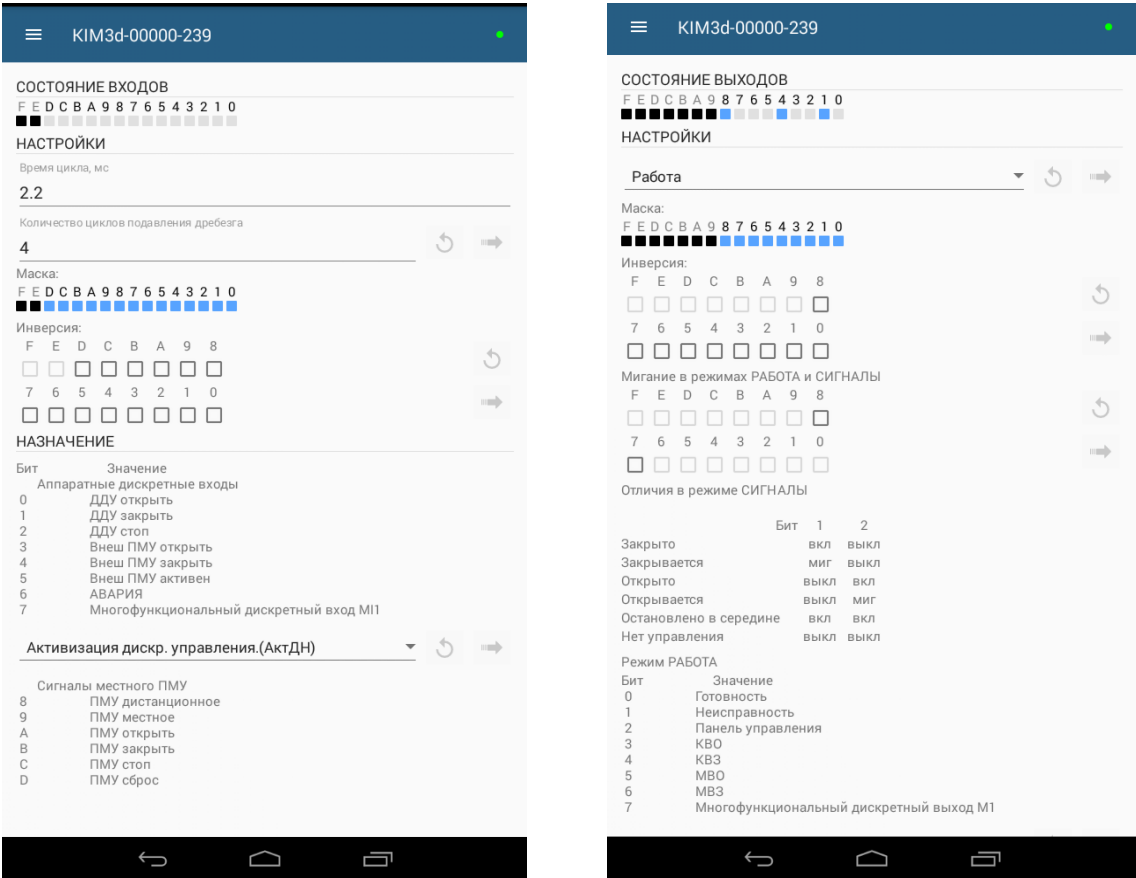 KIM3d-00000-239
СОСТОЯНИЕ ВХОДОВ
F E D C B A 9 8 7 6 5 4 3 2 1 0
НАСТРОЙКИ
Время цикла, мс
2.2
Количество циклов подавления дребезга
4
Маска:
F E D C B A 9 8 7 6 5 4 3 2 1 0
Инверсия:
F E D C B A 9 8
7 6 5 4 3 2 1 0
НАЗНАЧЕНИЕ
Бит Значение
Аппаратные дискретные входы
0 ДДУ открыть
1 ДДУ закрыть
2 ДДУ стоп
3 Внеш ПМУ открыть
4 Внеш ПМУ закрыть
5 Внеш ПМУ активен
6 АВАРИЯ
7 Многофункциональный дискретный вход MI1
Активизация дискр. управления.(АктДН)
Сигналы местного ПМУ
8 ПМУ дистанционное
9 ПМУ местное
A ПМУ открыть
B ПМУ закрыть
C ПМУ стоп
D ПМУ сброс
KIM3d-00000-239
СОСТОЯНИЕ ВЫХОДОВ
F E D C B A 9 8 7 6 5 4 3 2 1 0
НАСТРОЙКИ
Работа
Маска:
F E D C B A 9 8 7 6 5 4 3 2 1 0
Инверсия:
F E D C B A 9 8
7 6 5 4 3 2 1 0
Мигание в режимах РАБОТА и СИГНАЛЫ
F E D C B A 9 8
7 6 5 4 3 2 1 0
Отличия в режиме СИГНАЛЫ
Бит 1 2
Закрыто вкл выкл
Закрывается миг выкл
Открыто выкл вкл
Открывается выкл миг
Остановлено в середине вкл вкл
Нет управления выкл выкл
Режим РАБОТА
Бит Значение
0 Готовность
1 Неисправность
2 Панель управления
3 КВО
4 КВЗ
5 МВО
6 МВЗ
7 Многофункциональный дискретный выход М1